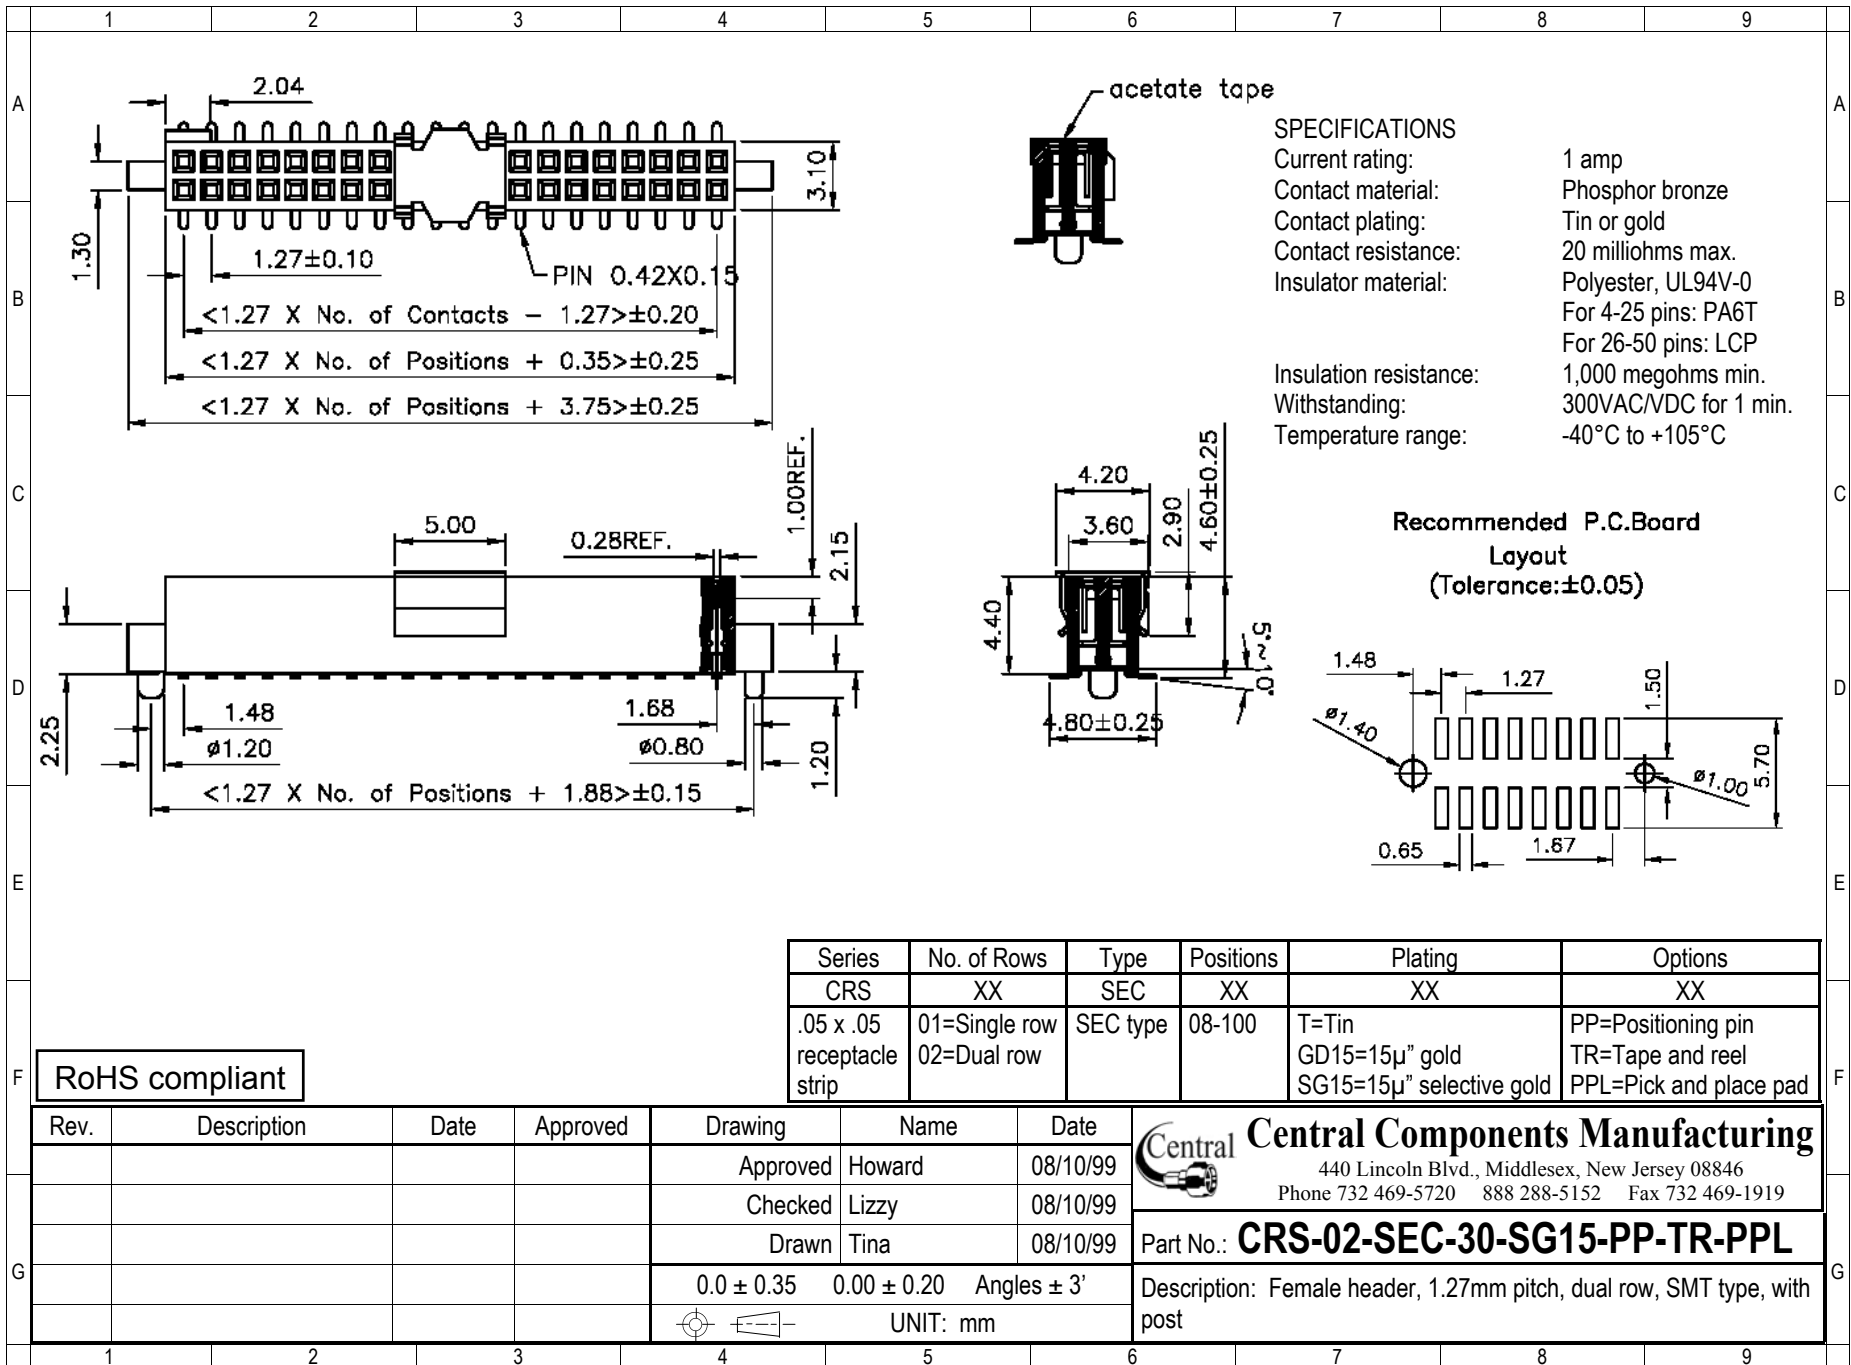 1 2 3 4 5 6 7 8 9
A A
B B
C C
D D
E E
F F
G G
2.04
3.10
1.30
1.27±0.10
PIN 0.42X0.15
<1.27 X No. of Contacts - 1.27>±0.20
<1.27 X No. of Positions + 0.35>±0.25
<1.27 X No. of Positions + 3.75>±0.25
acetate tape
SPECIFICATIONS
Current rating: 1 amp
Contact material: Phosphor bronze
Contact plating: Tin or gold
Contact resistance: 20 milliohms max.
Insulator material: Polyester, UL94V-0
For 4-25 pins: PA6T
For 26-50 pins: LCP
Insulation resistance: 1,000 megohms min.
Withstanding: 300VAC/VDC for 1 min.
Temperature range: -40°C to +105°C
5.00
0.28REF.
1.00REF.
2.15
2.25
1.48
ø1.20
1.68
ø0.80
1.20
<1.27 X No. of Positions + 1.88>±0.15
4.20
3.60
2.90
4.60±0.25
4.40
5°~10°
4.80±0.25
Recommended P.C.Board
Layout
(Tolerance:±0.05)
1.48
1.27
1.50
ø1.40
5.70
ø1.00
0.65
1.67
Series No. of Rows Type Positions Plating Options
CRS XX SEC XX XX XX
.05 x .05 01=Single row SEC type 08-100 T=Tin PP=Positioning pin
receptacle 02=Dual row GD15=15µ” gold TR=Tape and reel
strip SG15=15µ” selective gold PPL=Pick and place pad
RoHS compliant
Rev. Description Date Approved Drawing Name Date
Approved Howard 08/10/99
Checked Lizzy 08/10/99
Drawn Tina 08/10/99
0.0 ± 0.35 0.00 ± 0.20 Angles ± 3’
UNIT: mm
Central
Central Components Manufacturing
440 Lincoln Blvd., Middlesex, New Jersey 08846
Phone 732 469-5720 888 288-5152 Fax 732 469-1919
Part No.: CRS-02-SEC-30-SG15-PP-TR-PPL
Description: Female header, 1.27mm pitch, dual row, SMT type, with
post
1 2 3 4 5 6 7 8 9